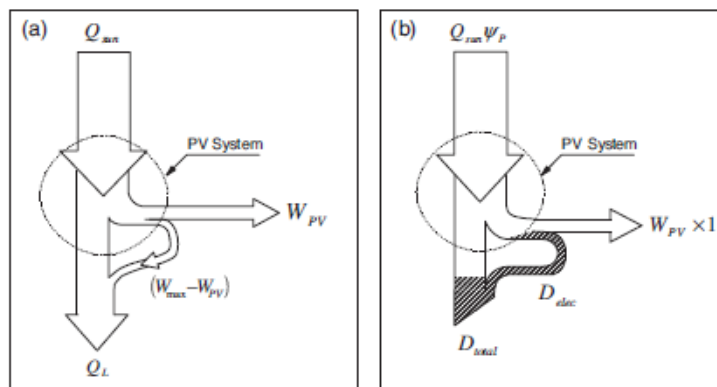 (a)
Q_sun
PV System
W_PV
(W_max−W_PV)
Q_L
(b)
Q_sun ψ_P
PV System
W_PV ×1
D_elec
D_total